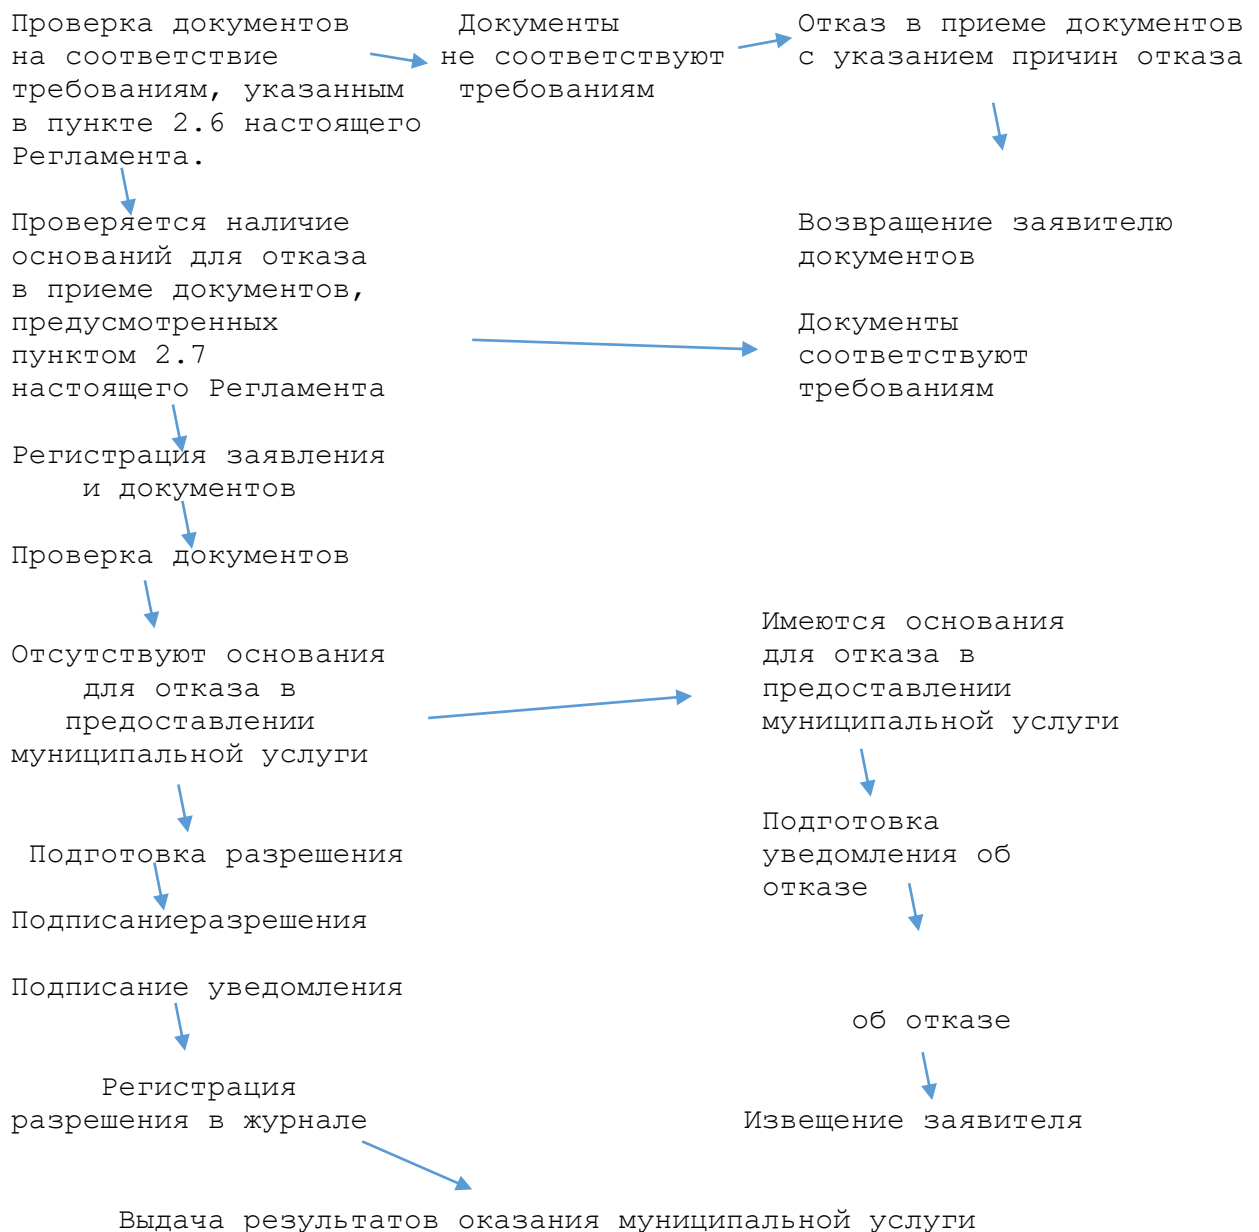 Проверка документов
на соответствие
требованиям, указанным
в пункте 2.6 настоящего
Регламента.
Документы
не соответствуют
требованиям
Отказ в приеме документов
с указанием причин отказа
Проверяется наличие
оснований для отказа
в приеме документов,
предусмотренных
пунктом 2.7
настоящего Регламента
Возвращение заявителю
документов
Документы
соответствуют
требованиям
Регистрация заявления
и документов
Проверка документов
Отсутствуют основания
для отказа в
предоставлении
муниципальной услуги
Имеются основания
для отказа в
предоставлении
муниципальной услуги
Подготовка разрешения
Подготовка
уведомления об
отказе
Подписаниеразрешения
Подписание уведомления
об отказе
Регистрация
разрешения в журнале
Извещение заявителя
Выдача результатов оказания муниципальной услуги